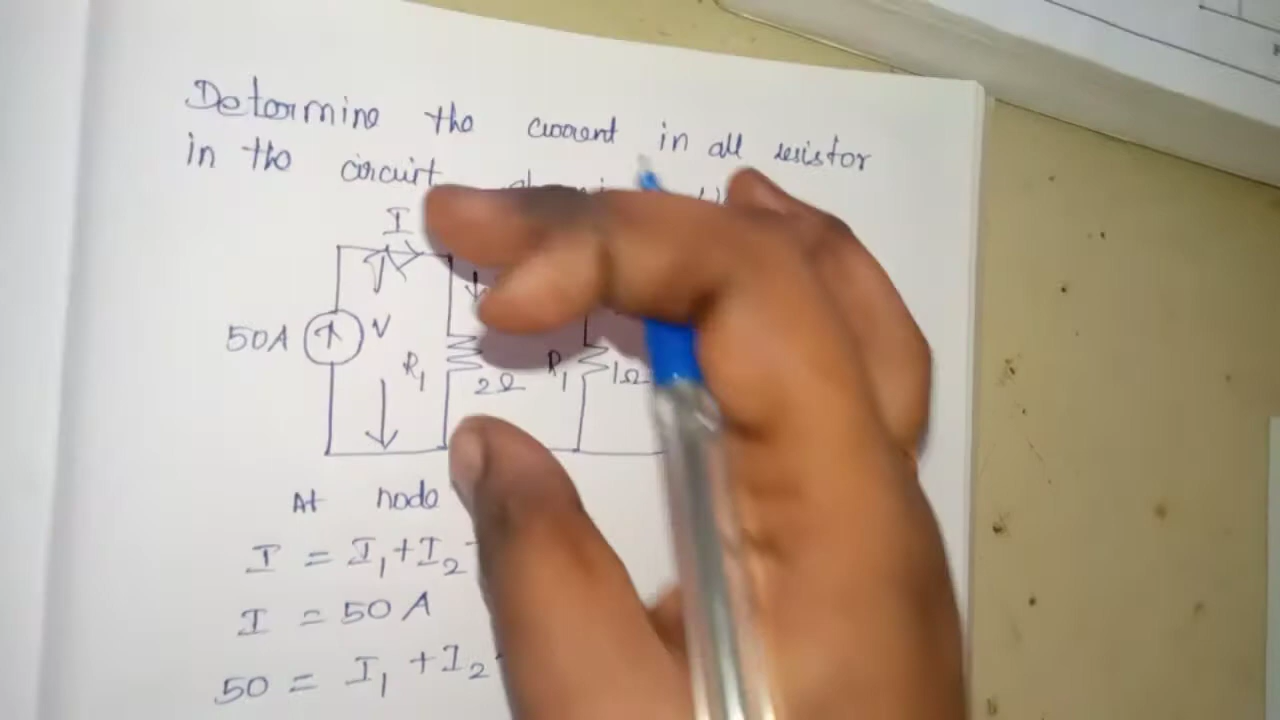 Determine the current in all resistor
in the circuit
I
50A
V
R1
2Ω
R1
1Ω
At node
I = I1 + I2
I = 50 A
50 = I1 + I2